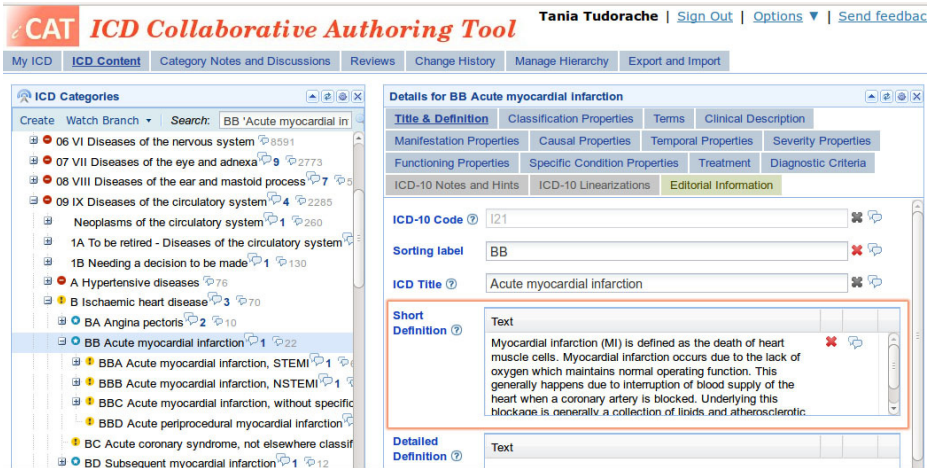 iCAT ICD Collaborative Authoring Tool
Tania Tudorache | Sign Out | Options ▼ | Send feedbac
My ICD ICD Content Category Notes and Discussions Reviews Change History Manage Hierarchy Export and Import
ICD Categories
Create Watch Branch Search: BB 'Acute myocardial in
06 VI Diseases of the nervous system 8591
07 VII Diseases of the eye and adnexa 9 2773
08 VIII Diseases of the ear and mastoid process 7 5
09 IX Diseases of the circulatory system 4 2285
Neoplasms of the circulatory system 1 260
1A To be retired - Diseases of the circulatory system
1B Needing a decision to be made 1 130
A Hypertensive diseases 76
B Ischaemic heart disease 3 70
BA Angina pectoris 2 10
BB Acute myocardial infarction 1 22
BBA Acute myocardial infarction, STEMI 1 6
BBB Acute myocardial infarction, NSTEMI 1
BBC Acute myocardial infarction, without specific
BBD Acute periprocedural myocardial infarction
BC Acute coronary syndrome, not elsewhere classif
BD Subsequent myocardial infarction 1 12
Details for BB Acute myocardial infarction
Title & Definition Classification Properties Terms Clinical Description
Manifestation Properties Causal Properties Temporal Properties Severity Properties
Functioning Properties Specific Condition Properties Treatment Diagnostic Criteria
ICD-10 Notes and Hints ICD-10 Linearizations Editorial Information
ICD-10 Code I21
Sorting label BB
ICD Title Acute myocardial infarction
Short Definition
Text
Myocardial infarction (MI) is defined as the death of heart
muscle cells. Myocardial infarction occurs due to the lack of
oxygen which maintains normal operating function. This
generally happens due to interruption of blood supply of the
heart when a coronary artery is blocked. Underlying this
blockage is generally a collection of lipids and atherosclerotic
Detailed Definition
Text